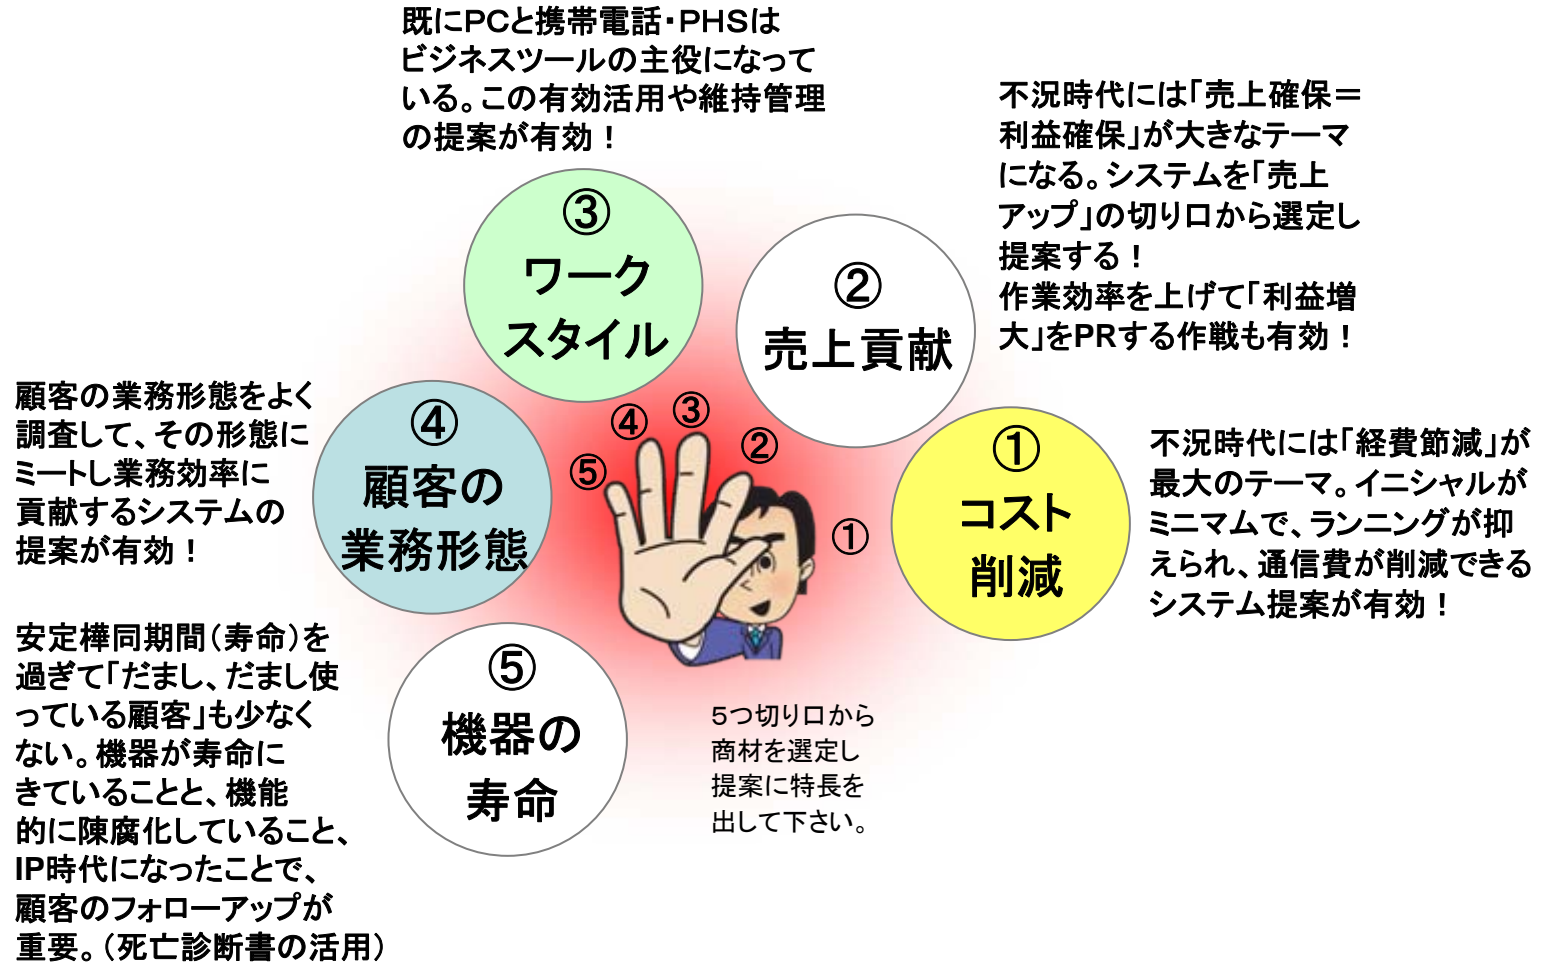 既にPCと携帯電話・PHSは
ビジネスツールの主役になって
いる。この有効活用や維持管理
の提案が有効！
不況時代には「売上確保＝
利益確保」が大きなテーマ
になる。システムを「売上
アップ」の切り口から選定し
提案する！
作業効率を上げて「利益増
大」をPRする作戦も有効！
③
ワーク
スタイル
②
売上貢献
顧客の業務形態をよく
調査して、その形態に
ミートし業務効率に
貢献するシステムの
提案が有効！
④
顧客の
業務形態
④
③
②
⑤
①
①
コスト
削減
不況時代には「経費節減」が
最大のテーマ。イニシャルが
ミニマムで、ランニングが抑
えられ、通信費が削減できる
システム提案が有効！
安定樺同期間（寿命）を
過ぎて「だまし、だまし使
っている顧客」も少なく
ない。機器が寿命に
きていることと、機能
的に陳腐化していること、
IP時代になったことで、
顧客のフォローアップが
重要。（死亡診断書の活用）
⑤
機器の
寿命
５つ切り口から
商材を選定し
提案に特長を
出して下さい。